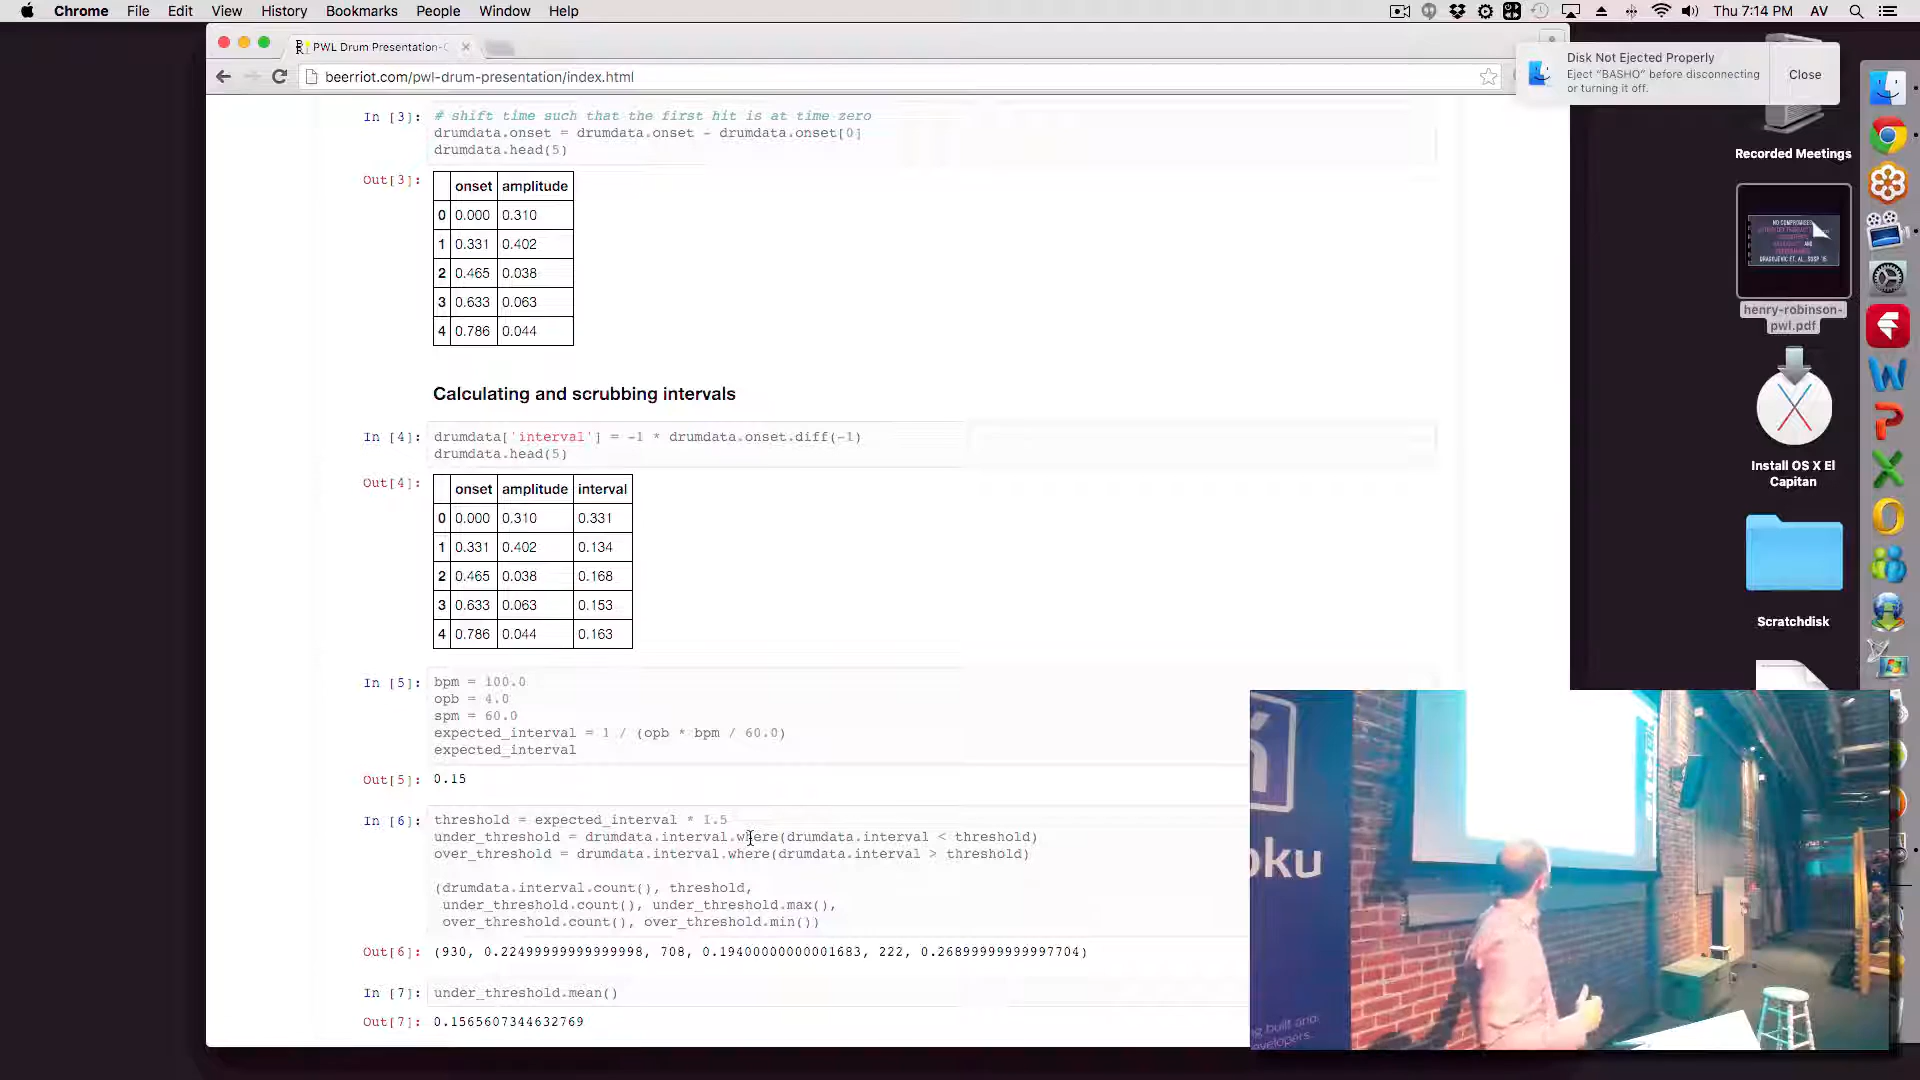 Chrome File Edit View History Bookmarks People Window Help
Thu 7:14 PM AV
PWL Drum Presentation-C
beerriot.com/pwl-drum-presentation/index.html
Disk Not Ejected Properly
Eject “BASHO” before disconnecting
or turning it off.
Close
In [3]: # shift time such that the first hit is at time zero
drumdata.onset = drumdata.onset - drumdata.onset[0]
drumdata.head(5)
Out[3]: onset amplitude
0 0.000 0.310
1 0.331 0.402
2 0.465 0.038
3 0.633 0.063
4 0.786 0.044
Calculating and scrubbing intervals
In [4]: drumdata['interval'] = -1 * drumdata.onset.diff(-1)
drumdata.head(5)
Out[4]: onset amplitude interval
0 0.000 0.310 0.331
1 0.331 0.402 0.134
2 0.465 0.038 0.168
3 0.633 0.063 0.153
4 0.786 0.044 0.163
In [5]: bpm = 100.0
opb = 4.0
spm = 60.0
expected_interval = 1 / (opb * bpm / 60.0)
expected_interval
Out[5]: 0.15
In [6]: threshold = expected_interval * 1.5
under_threshold = drumdata.interval.where(drumdata.interval < threshold)
over_threshold = drumdata.interval.where(drumdata.interval > threshold)
(drumdata.interval.count(), threshold,
under_threshold.count(), under_threshold.max(),
over_threshold.count(), over_threshold.min())
Out[6]: (930, 0.22499999999999998, 708, 0.19400000000001683, 222, 0.26899999999997704)
In [7]: under_threshold.mean()
Out[7]: 0.1565607344632769
Recorded Meetings
NO COMPROMISES
AND
DRAGOJEVIC ET. AL., SOSP '15
henry-robinson-
pwl.pdf
Install OS X El
Capitan
Scratchdisk
oku
ng built and
evelopers.